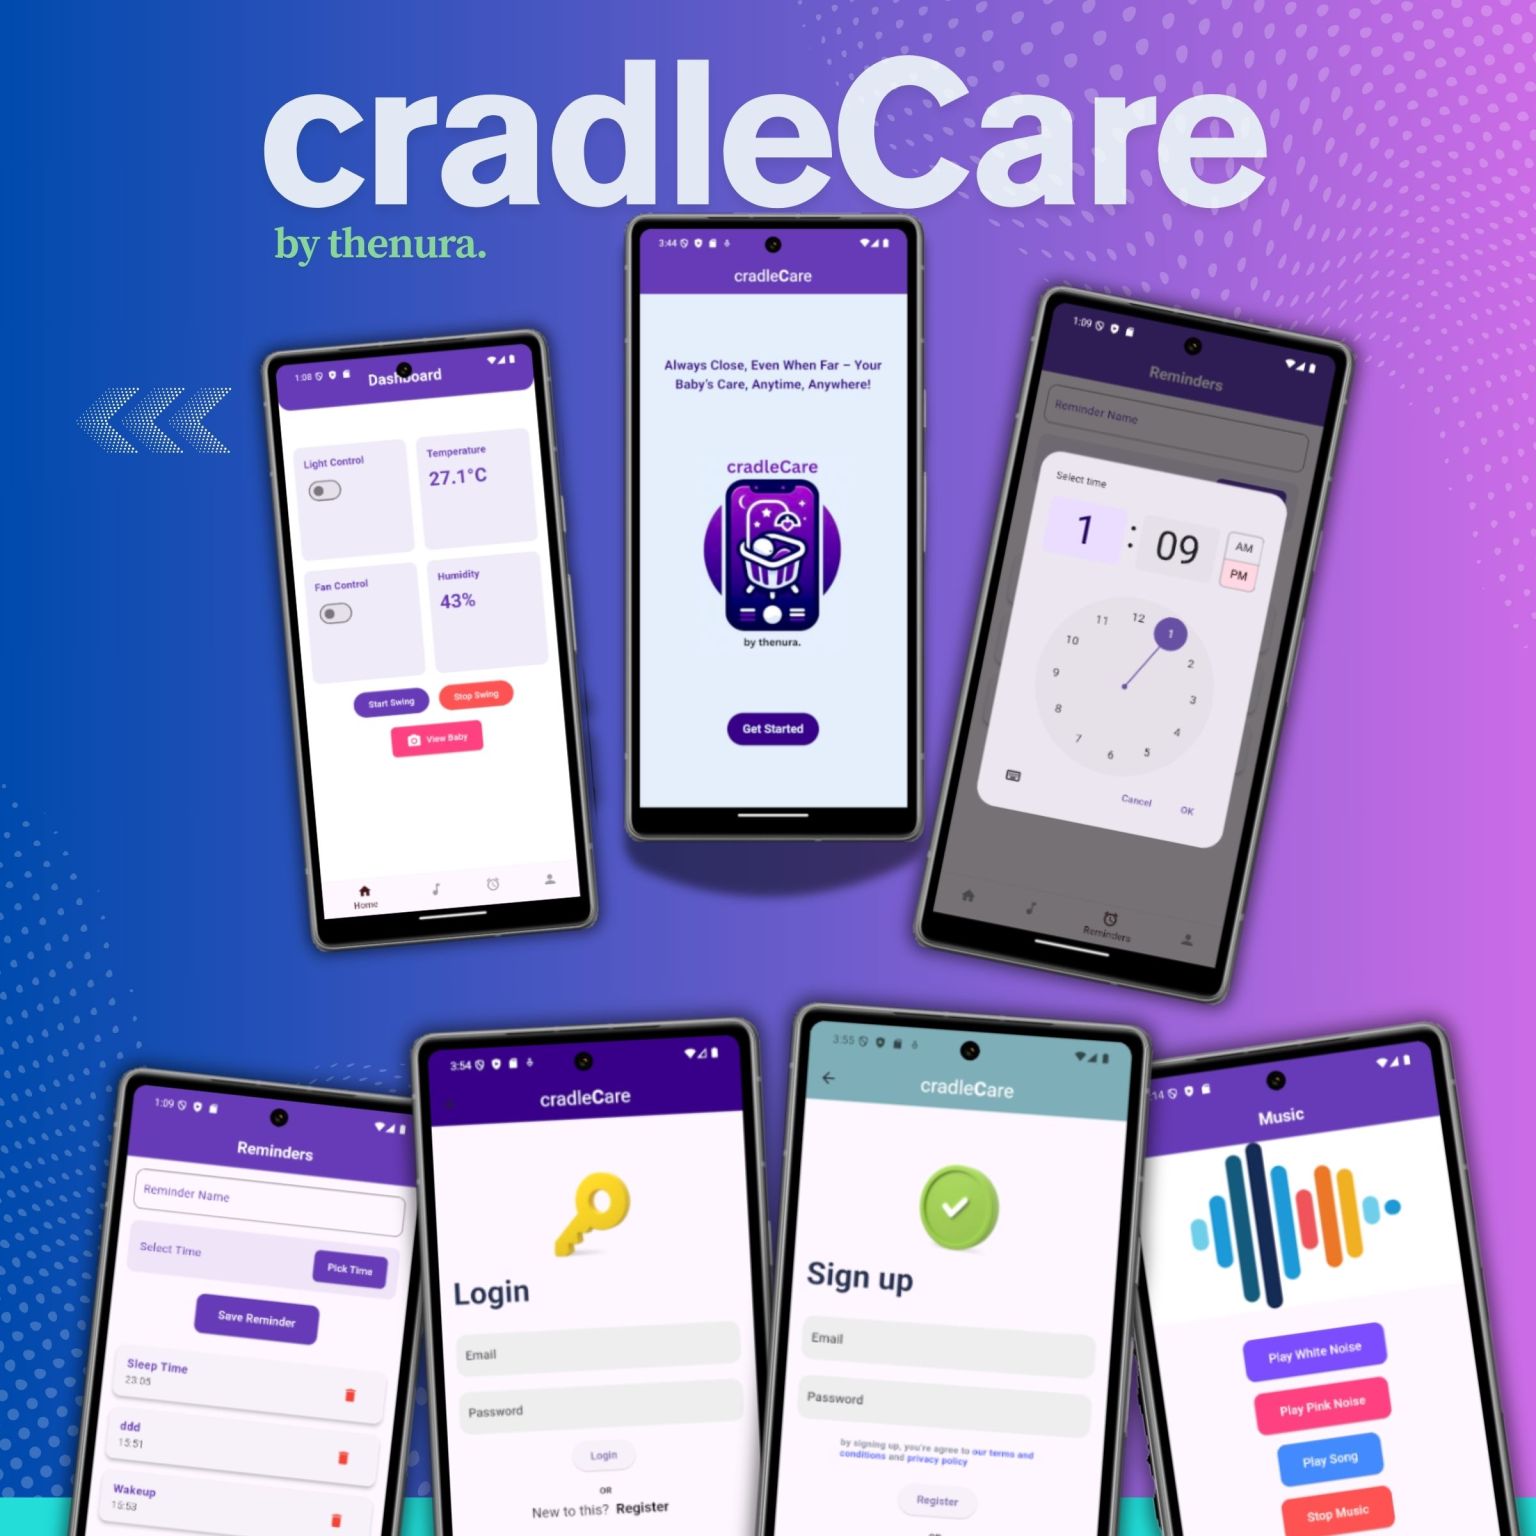 cradleCare
by thenura.
3:44
cradleCare
Always Close, Even When Far – Your
Baby's Care, Anytime, Anywhere!
cradleCare
by thenura.
Get Started
1:08
Dashboard
Light Control
Temperature
27.1°C
Fan Control
Humidity
43%
Start Swing
Stop Swing
View Baby
Home
1:09
Reminders
Reminder Name
Select time
1 : 09
AM
PM
12
1
2
3
4
5
6
7
8
9
10
11
Cancel
OK
Reminders
1:09
Reminders
Reminder Name
Select Time
Pick Time
Save Reminder
Sleep Time
23:05
ddd
15:51
Wakeup
15:53
3:54
cradleCare
Login
Email
Password
Login
OR
New to this? Register
3:55
cradleCare
Sign up
Email
Password
by signing up, you're agree to our terms and
conditions and privacy policy
Register
:14
Music
Play White Noise
Play Pink Noise
Play Song
Stop Music